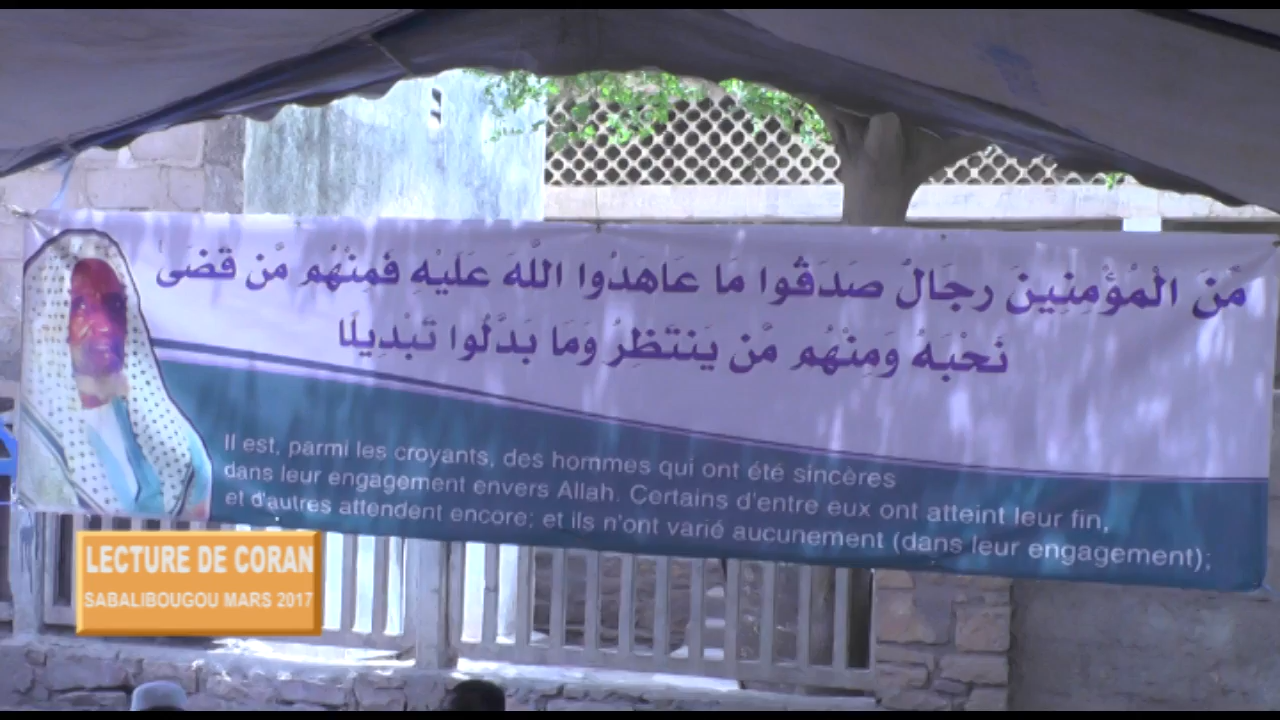 مِّنَ الْمُؤْمِنِينَ رِجَالٌ صَدَقُوا مَا عَاهَدُوا اللَّهَ عَلَيْهِ فَمِنْهُم مَّن قَضَىٰ
نَحْبَهُ وَمِنْهُم مَّن يَنتَظِرُ وَمَا بَدَّلُوا تَبْدِيلًا
Il est, parmi les croyants, des hommes qui ont été sincères
dans leur engagement envers Allah. Certains d'entre eux ont atteint leur fin,
et d'autres attendent encore; et ils n'ont varié aucunement (dans leur engagement);
LECTURE DE CORAN
SABALIBOUGOU MARS 2017